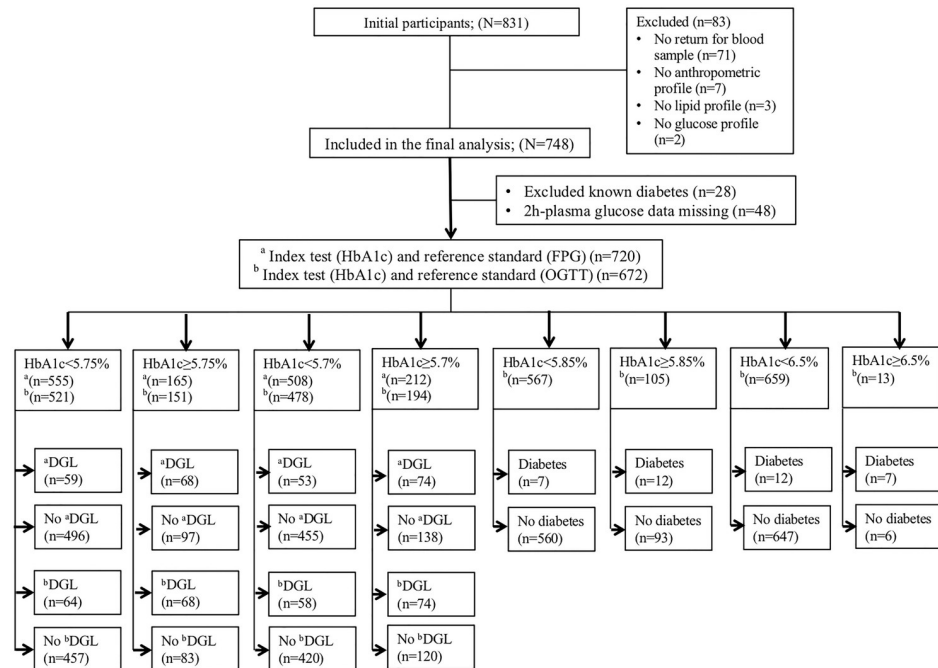 Initial participants; (N=831)
Excluded (n=83)
• No return for blood
sample (n=71)
• No anthropometric
profile (n=7)
• No lipid profile (n=3)
• No glucose profile
(n=2)
Included in the final analysis; (N=748)
• Excluded known diabetes (n=28)
• 2h-plasma glucose data missing (n=48)
a Index test (HbA1c) and reference standard (FPG) (n=720)
b Index test (HbA1c) and reference standard (OGTT) (n=672)
HbA1c<5.75%
a(n=555)
b(n=521)
HbA1c≥5.75%
a(n=165)
b(n=151)
HbA1c<5.7%
a(n=508)
b(n=478)
HbA1c≥5.7%
a(n=212)
b(n=194)
HbA1c<5.85%
b(n=567)
HbA1c≥5.85%
b(n=105)
HbA1c<6.5%
b(n=659)
HbA1c≥6.5%
b(n=13)
aDGL
(n=59)
aDGL
(n=68)
aDGL
(n=53)
aDGL
(n=74)
Diabetes
(n=7)
Diabetes
(n=12)
Diabetes
(n=12)
Diabetes
(n=7)
No aDGL
(n=496)
No aDGL
(n=97)
No aDGL
(n=455)
No aDGL
(n=138)
No diabetes
(n=560)
No diabetes
(n=93)
No diabetes
(n=647)
No diabetes
(n=6)
bDGL
(n=64)
bDGL
(n=68)
bDGL
(n=58)
bDGL
(n=74)
No bDGL
(n=457)
No bDGL
(n=83)
No bDGL
(n=420)
No bDGL
(n=120)